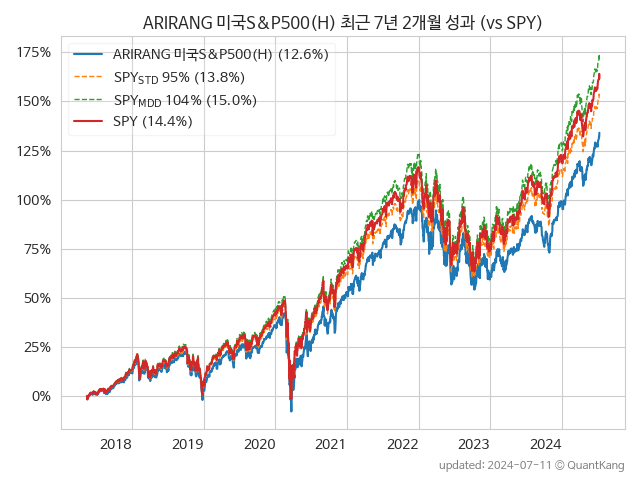 ARIRANG 미국S&P500(H) 최근 7년 2개월 성과 (vs SPY)
175%
150%
125%
100%
75%
50%
25%
0%
ARIRANG 미국S&P500(H) (12.6%)
SPY_STD 95% (13.8%)
SPY_MDD 104% (15.0%)
SPY (14.4%)
2018 2019 2020 2021 2022 2023 2024
updated: 2024-07-11 © QuantKang